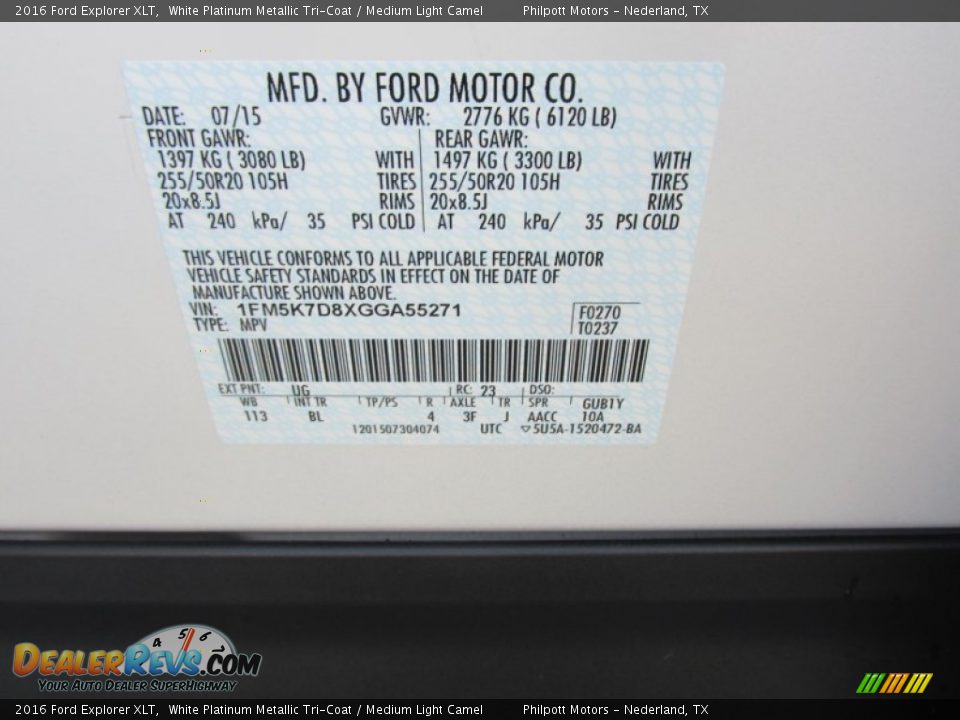 2016 Ford Explorer XLT, White Platinum Metallic Tri-Coat / Medium Light Camel Philpott Motors - Nederland, TX
MFD. BY FORD MOTOR CO.
DATE: 07/15 GVWR: 2776 KG ( 6120 LB)
FRONT GAWR: REAR GAWR:
1397 KG ( 3080 LB) WITH 1497 KG ( 3300 LB) WITH
255/50R20 105H TIRES 255/50R20 105H TIRES
20x8.5J RIMS 20x8.5J RIMS
AT 240 kPa/ 35 PSI COLD AT 240 kPa/ 35 PSI COLD
THIS VEHICLE CONFORMS TO ALL APPLICABLE FEDERAL MOTOR
VEHICLE SAFETY STANDARDS IN EFFECT ON THE DATE OF
MANUFACTURE SHOWN ABOVE.
VIN: 1FM5K7D8XGGA55271 F0270
TYPE: MPV T0237
EXT PNT: UG RC: 23 DSO:
WB INT TR TP/PS R AXLE TR SPR GUB1Y
113 BL 4 3F J AACC 10A
1201507304074 UTC ▽5U5A-1520472-BA
4 5 6
DEALERREVS.COM
YOUR AUTO DEALER SUPERHIGHWAY
2016 Ford Explorer XLT, White Platinum Metallic Tri-Coat / Medium Light Camel Philpott Motors - Nederland, TX